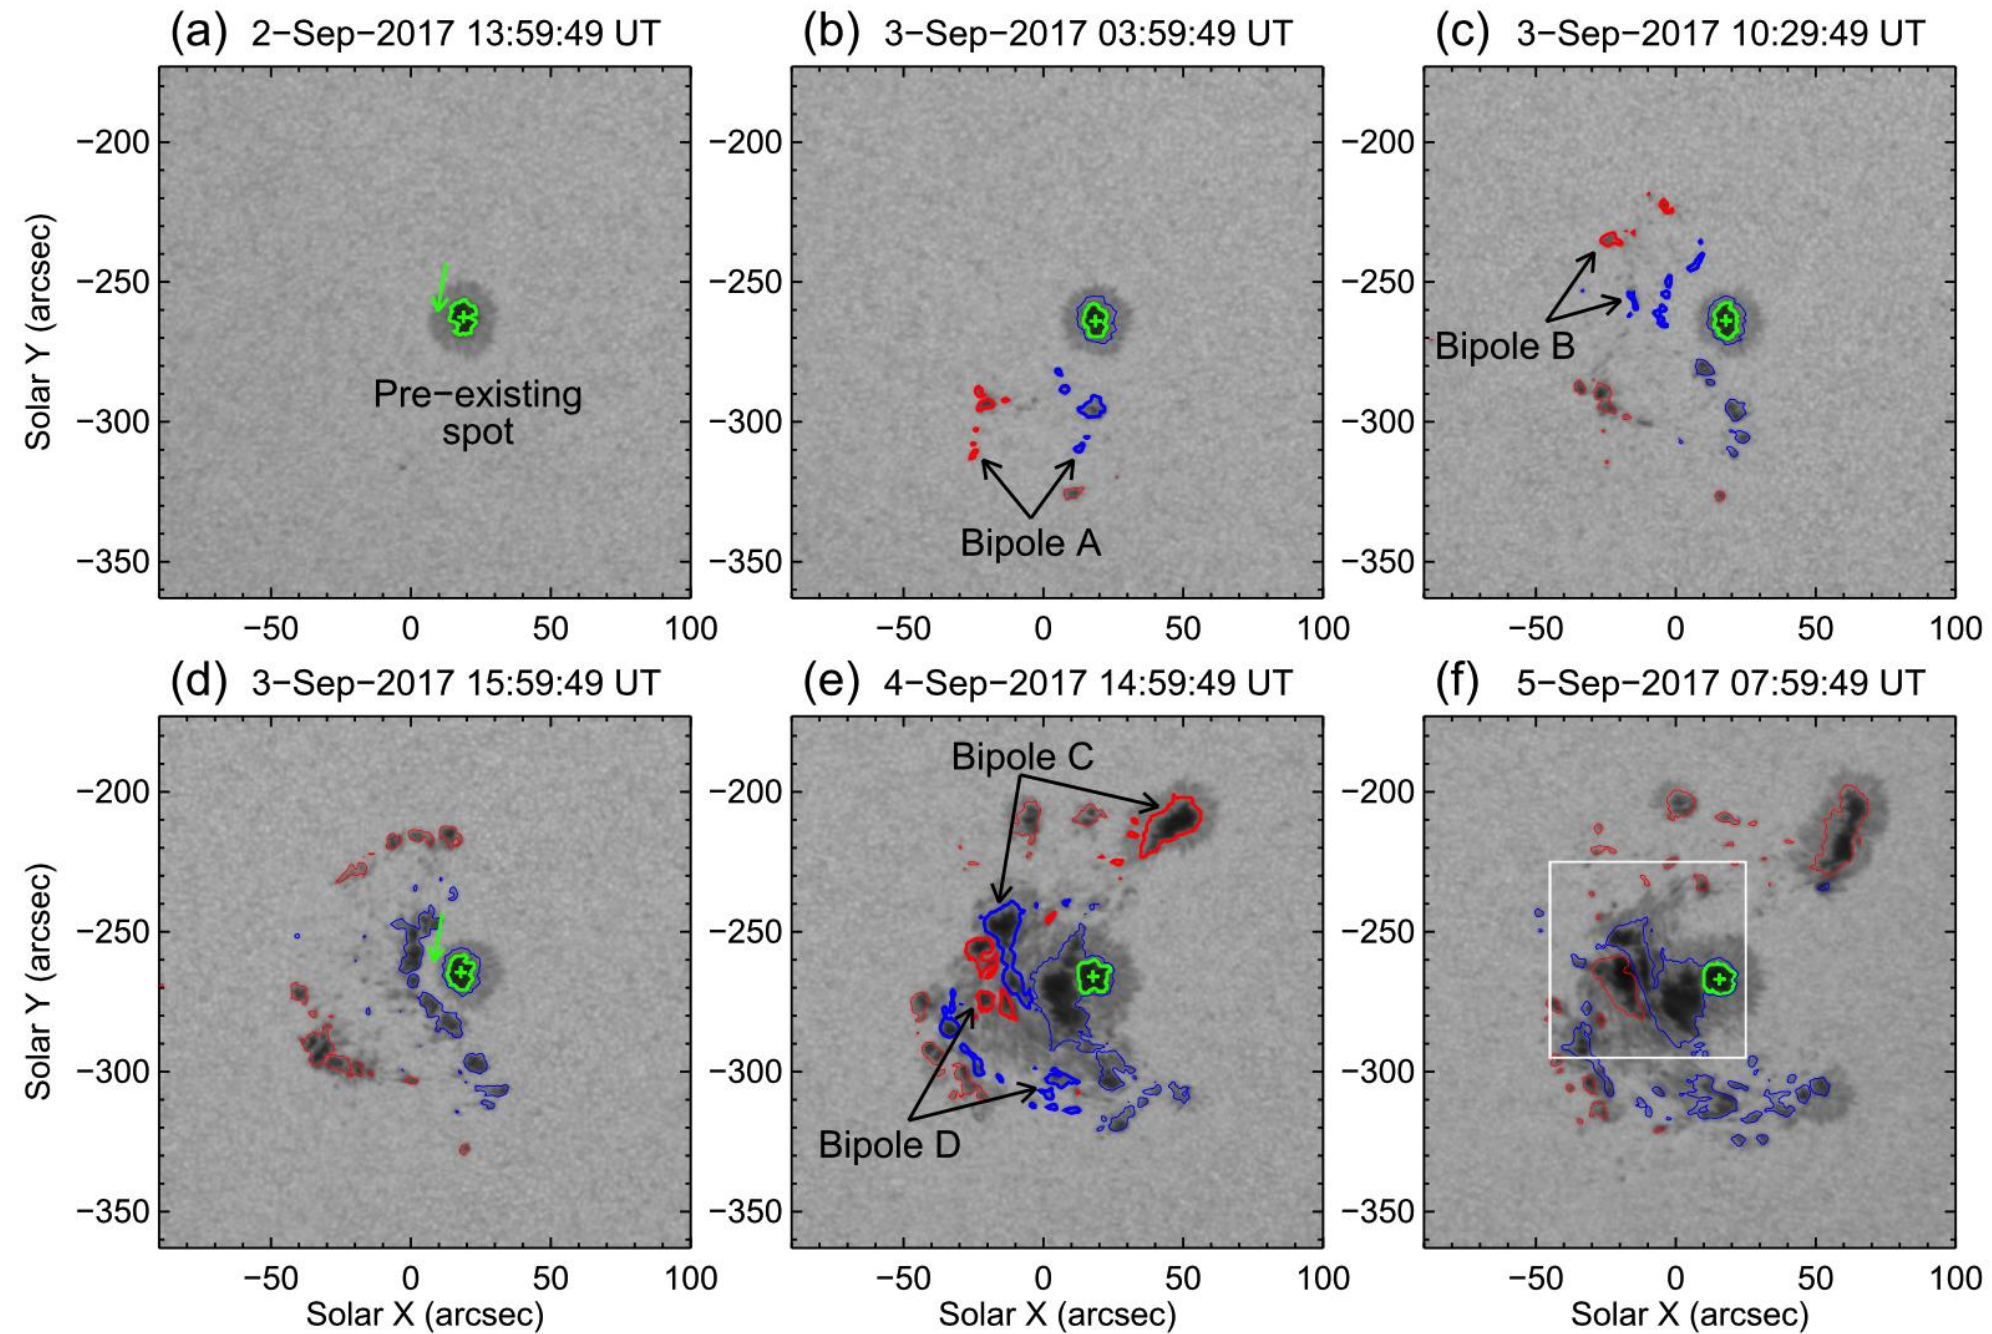 (a) 2−Sep−2017 13:59:49 UT
(b) 3−Sep−2017 03:59:49 UT
(c) 3−Sep−2017 10:29:49 UT
Solar Y (arcsec)
−200
−250
−300
−350
Pre−existing
spot
−50 0 50 100
−200
−250
−300
−350
Bipole A
−50 0 50 100
−200
−250
−300
−350
Bipole B
−50 0 50 100
(d) 3−Sep−2017 15:59:49 UT
(e) 4−Sep−2017 14:59:49 UT
(f) 5−Sep−2017 07:59:49 UT
Solar Y (arcsec)
−200
−250
−300
−350
−50 0 50 100
Solar X (arcsec)
−200
−250
−300
−350
Bipole C
Bipole D
−50 0 50 100
Solar X (arcsec)
−200
−250
−300
−350
−50 0 50 100
Solar X (arcsec)